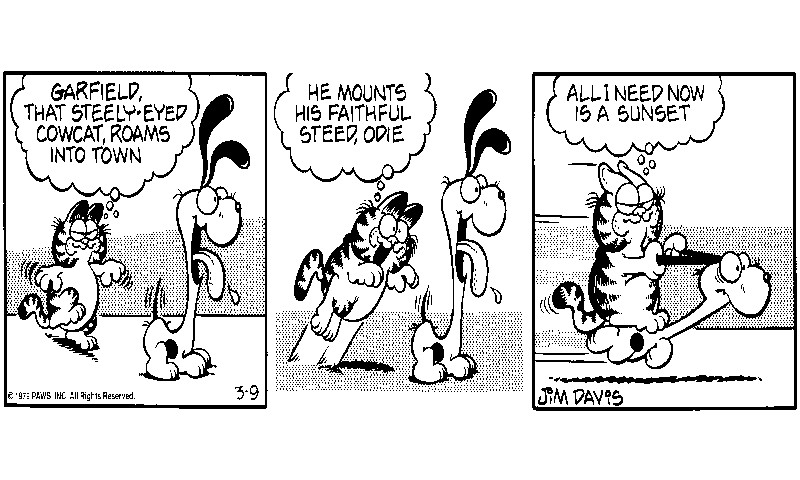 GARFIELD,
THAT STEELY-EYED
COWCAT, ROAMS
INTO TOWN
© 1979 PAWS, INC. All Rights Reserved.
3-9
HE MOUNTS
HIS FAITHFUL
STEED, ODIE
ALL I NEED NOW
IS A SUNSET
JIM DAVIS